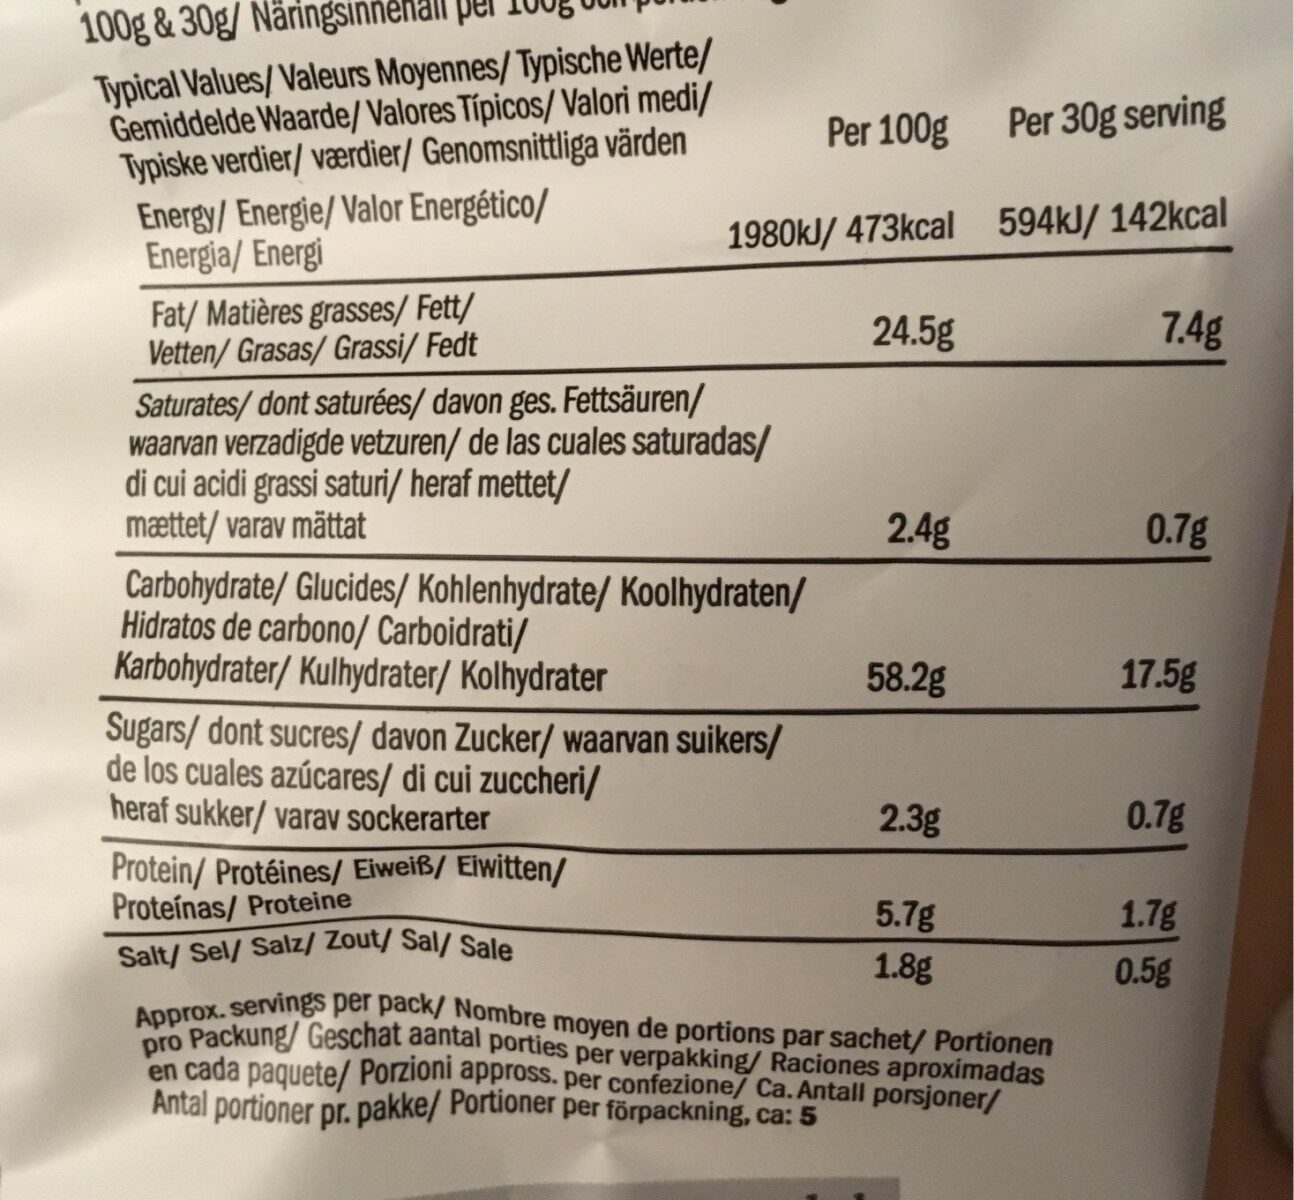 100g & 30g/ Näringsinnehåll per 100g och
Typical Values/ Valeurs Moyennes/ Typische Werte/
Gemiddelde Waarde/ Valores Típicos/ Valori medi/
Typiske verdier/ værdier/ Genomsnittliga värden
Per 100g Per 30g serving
Energy/ Energie/ Valor Energético/
Energia/ Energi
1980kJ/ 473kcal 594kJ/ 142kcal
Fat/ Matières grasses/ Fett/
Vetten/ Grasas/ Grassi/ Fedt
24.5g 7.4g
Saturates/ dont saturées/ davon ges. Fettsäuren/
waarvan verzadigde vetzuren/ de las cuales saturadas/
di cui acidi grassi saturi/ heraf mettet/
mættet/ varav mättat 2.4g 0.7g
Carbohydrate/ Glucides/ Kohlenhydrate/ Koolhydraten/
Hidratos de carbono/ Carboidrati/
Karbohydrater/ Kulhydrater/ Kolhydrater 58.2g 17.5g
Sugars/ dont sucres/ davon Zucker/ waarvan suikers/
de los cuales azúcares/ di cui zuccheri/
heraf sukker/ varav sockerarter 2.3g 0.7g
Protein/ Protéines/ Eiweiß/ Eiwitten/
Proteínas/ Proteine 5.7g 1.7g
Salt/ Sel/ Salz/ Zout/ Sal/ Sale 1.8g 0.5g
Approx. servings per pack/ Nombre moyen de portions par sachet/ Portionen
pro Packung/ Geschat aantal porties per verpakking/ Raciones aproximadas
en cada paquete/ Porzioni appross. per confezione/ Ca. Antall porsjoner/
Antal portioner pr. pakke/ Portioner per förpackning, ca: 5